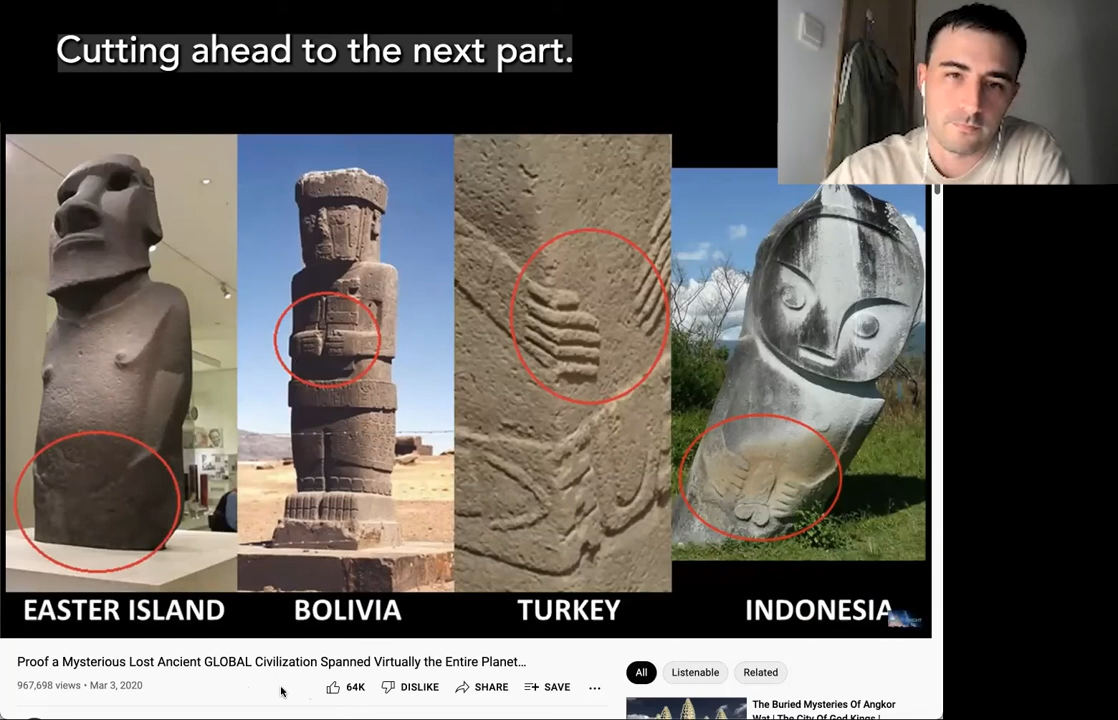 Cutting ahead to the next part.
EASTER ISLAND
BOLIVIA
TURKEY
INDONESIA
Proof a Mysterious Lost Ancient GLOBAL Civilization Spanned Virtually the Entire Planet...
967,698 views • Mar 3, 2020
64K
DISLIKE
SHARE
SAVE
All
Listenable
Related
The Buried Mysteries Of Angkor
Wat | The City Of God Kings |